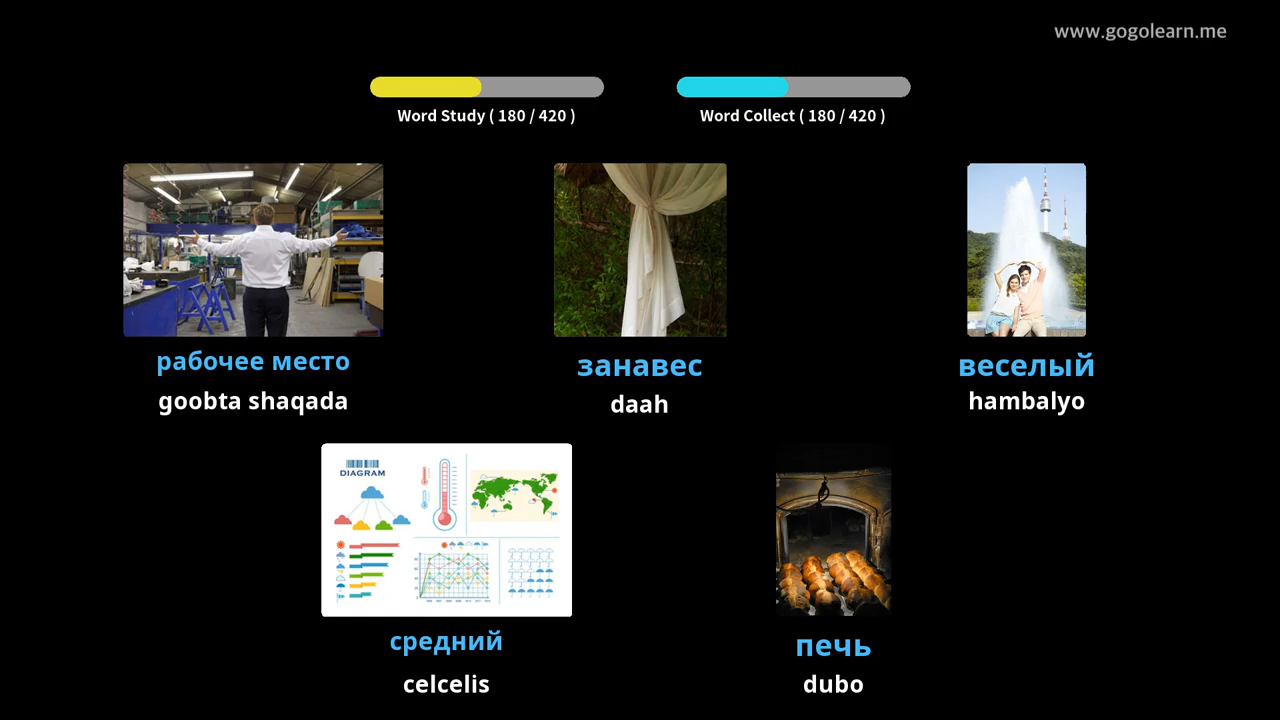 www.gogolearn.me
Word Study ( 180 / 420 )
Word Collect ( 180 / 420 )
рабочее место
goobta shaqada
занавес
daah
веселый
hambalyo
DIAGRAM
средний
celcelis
печь
dubo